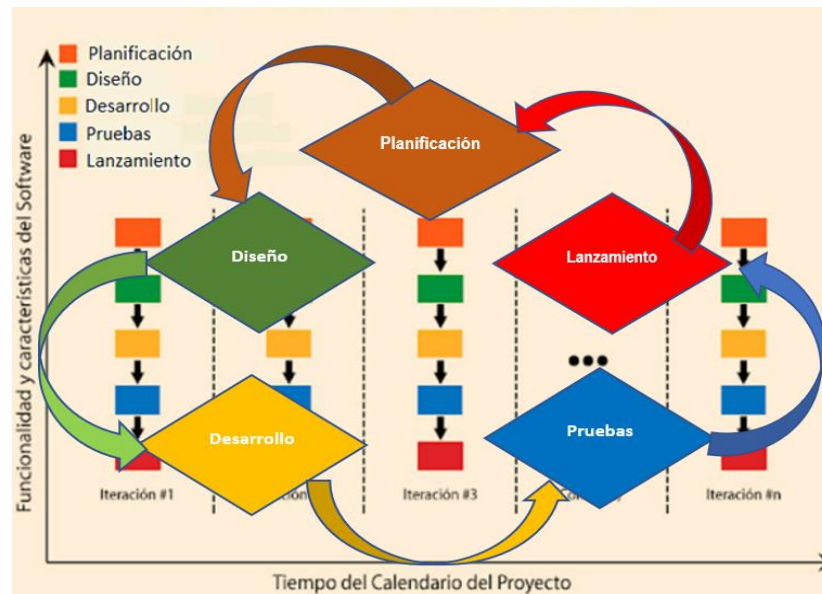 Planificación
Diseño
Desarrollo
Pruebas
Lanzamiento
Funcionalidad y características del Software
Planificación
Diseño
Lanzamiento
Desarrollo
Pruebas
Iteración #1
Iteración #3
Iteración #n
Tiempo del Calendario del Proyecto